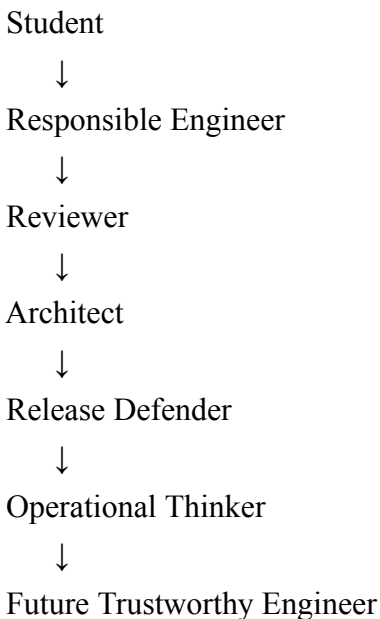 Student
↓
Responsible Engineer
↓
Reviewer
↓
Architect
↓
Release Defender
↓
Operational Thinker
↓
Future Trustworthy Engineer